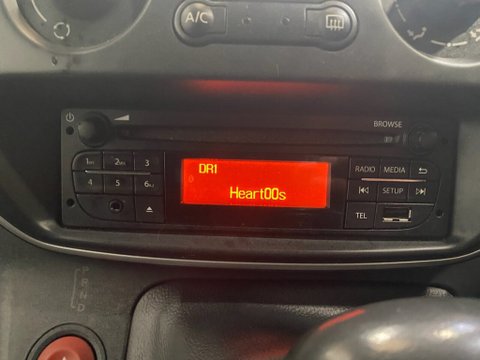 A/C
BROWSE
DR1
Heart00s
1 2 3
4 5 6
RADIO MEDIA
SETUP
TEL
P
R
N
D